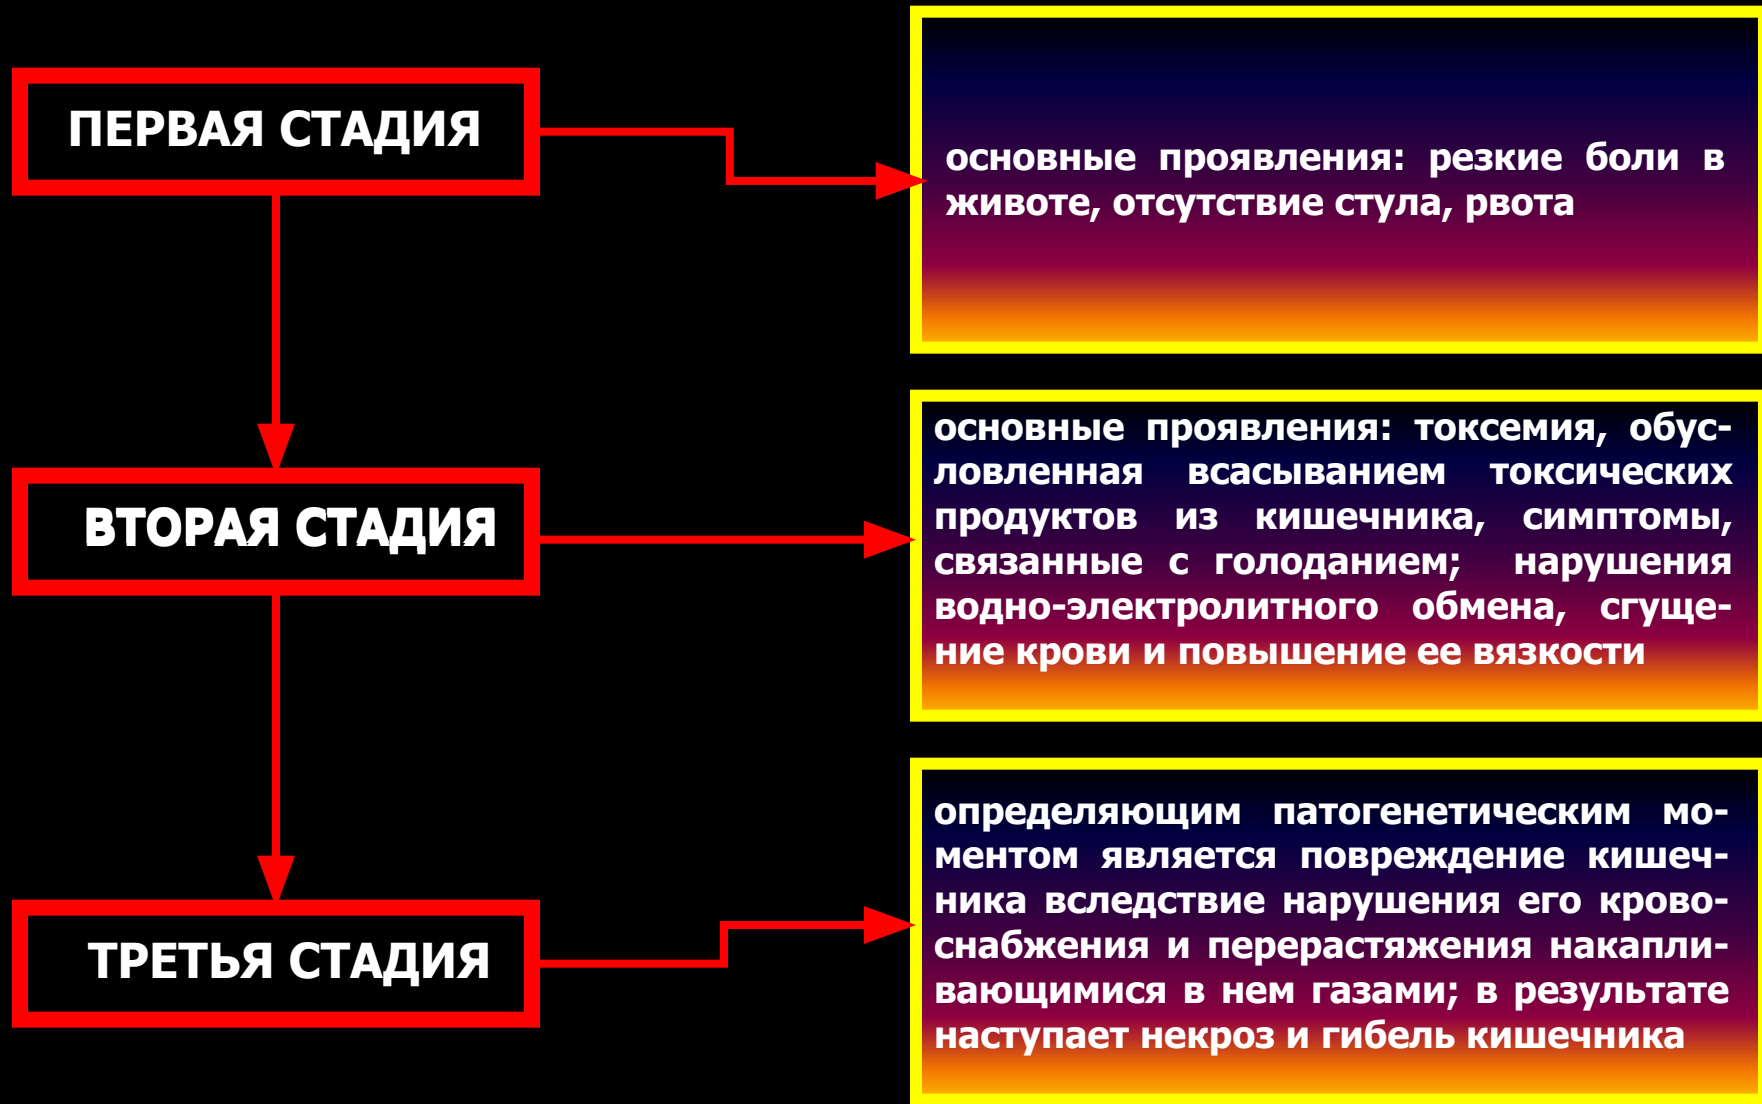 ПЕРВАЯ СТАДИЯ
основные проявления: резкие боли в
животе, отсутствие стула, рвота
ВТОРАЯ СТАДИЯ
основные проявления: токсемия, обус-
ловленная всасыванием токсических
продуктов из кишечника, симптомы,
связанные с голоданием; нарушения
водно-электролитного обмена, сгуще-
ние крови и повышение ее вязкости
ТРЕТЬЯ СТАДИЯ
определяющим патогенетическим мо-
ментом является повреждение кишеч-
ника вследствие нарушения его крово-
снабжения и перерастяжения накапли-
вающимися в нем газами; в результате
наступает некроз и гибель кишечника